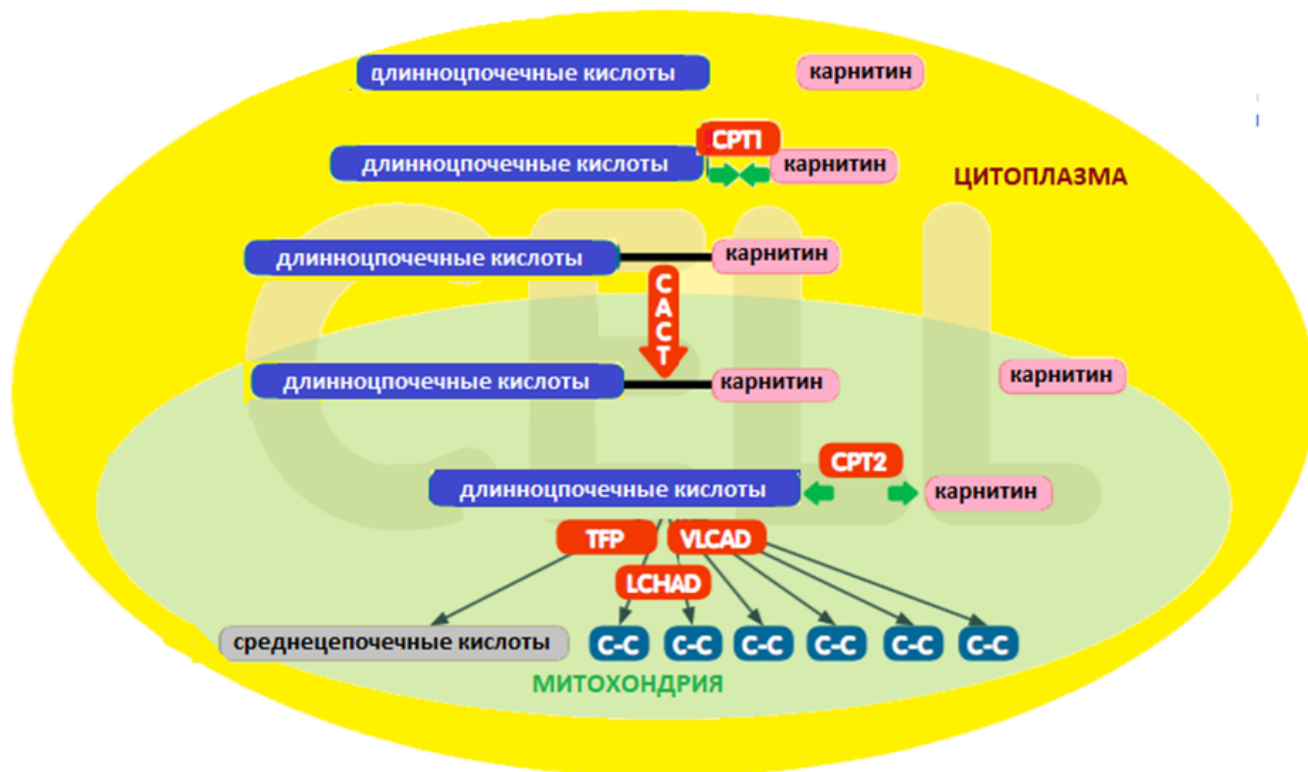 длинноцпочечные кислоты карнитин
CPT1
длинноцпочечные кислоты карнитин
ЦИТОПЛАЗМА
CELL
длинноцпочечные кислоты карнитин
CACT
длинноцпочечные кислоты карнитин карнитин
CPT2
длинноцпочечные кислоты карнитин
TFP VLCAD
LCHAD
среднецепочечные кислоты C-C C-C C-C C-C C-C C-C
МИТОХОНДРИЯ